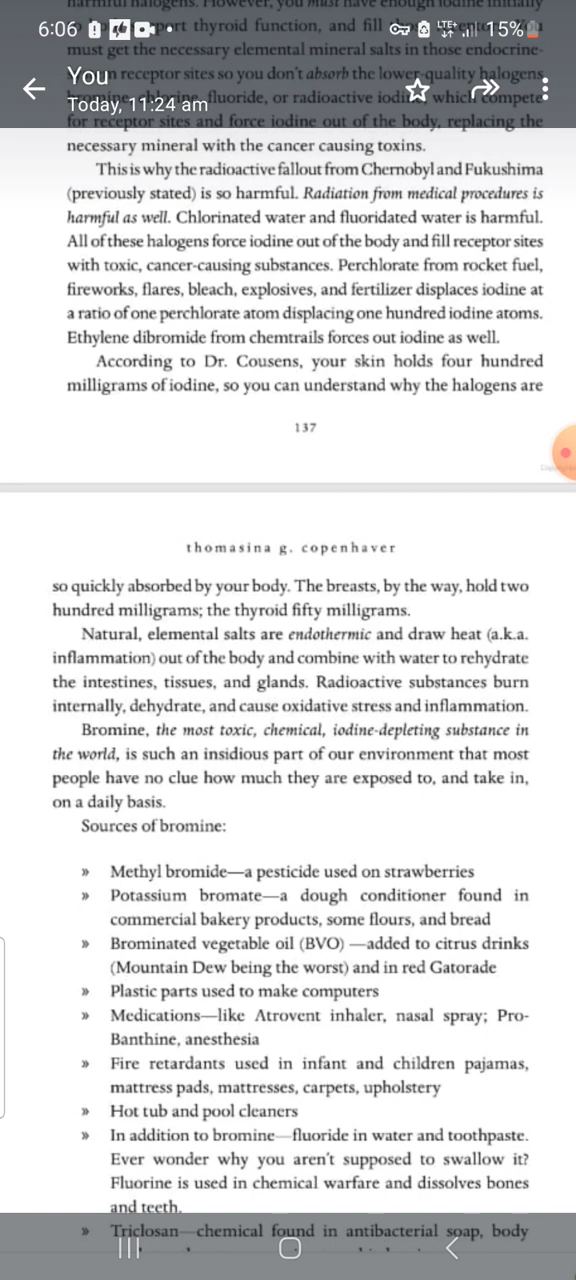 harmful halogens. However, you must have enough iodine initially
6:06 LTE+ 15%
port thyroid function, and fill
must get the necessary elemental mineral salts in those endocrine-
You
receptor sites so you don't absorb the lower-quality halogens
Today, 11:24 am
fluoride, or radioactive iodine, which compete
for receptor sites and force iodine out of the body, replacing the
necessary mineral with the cancer causing toxins.
This is why the radioactive fallout from Chernobyl and Fukushima
(previously stated) is so harmful. Radiation from medical procedures is
harmful as well. Chlorinated water and fluoridated water is harmful.
All of these halogens force iodine out of the body and fill receptor sites
with toxic, cancer-causing substances. Perchlorate from rocket fuel,
fireworks, flares, bleach, explosives, and fertilizer displaces iodine at
a ratio of one perchlorate atom displacing one hundred iodine atoms.
Ethylene dibromide from chemtrails forces out iodine as well.
According to Dr. Cousens, your skin holds four hundred
milligrams of iodine, so you can understand why the halogens are
137
thomasina g. copenhaver
so quickly absorbed by your body. The breasts, by the way, hold two
hundred milligrams; the thyroid fifty milligrams.
Natural, elemental salts are endothermic and draw heat (a.k.a.
inflammation) out of the body and combine with water to rehydrate
the intestines, tissues, and glands. Radioactive substances burn
internally, dehydrate, and cause oxidative stress and inflammation.
Bromine, the most toxic, chemical, iodine-depleting substance in
the world, is such an insidious part of our environment that most
people have no clue how much they are exposed to, and take in,
on a daily basis.
Sources of bromine:
» Methyl bromide—a pesticide used on strawberries
» Potassium bromate—a dough conditioner found in
commercial bakery products, some flours, and bread
» Brominated vegetable oil (BVO) —added to citrus drinks
(Mountain Dew being the worst) and in red Gatorade
» Plastic parts used to make computers
» Medications—like Atrovent inhaler, nasal spray; Pro-
Banthine, anesthesia
» Fire retardants used in infant and children pajamas,
mattress pads, mattresses, carpets, upholstery
» Hot tub and pool cleaners
» In addition to bromine—fluoride in water and toothpaste.
Ever wonder why you aren't supposed to swallow it?
Fluorine is used in chemical warfare and dissolves bones
and teeth.
» Triclosan—chemical found in antibacterial soap, body